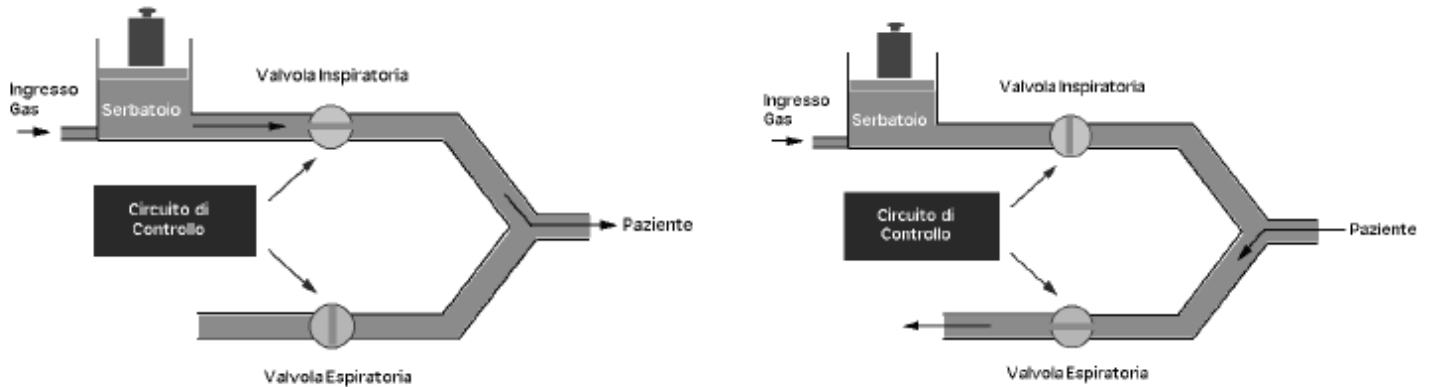 Valvola Inspiratoria
Ingresso
Gas
Serbatoio
Circuito di
Controllo
Paziente
Valvola Espiratoria
Valvola Inspiratoria
Ingresso
Gas
Serbatoio
Circuito di
Controllo
Paziente
Valvola Espiratoria